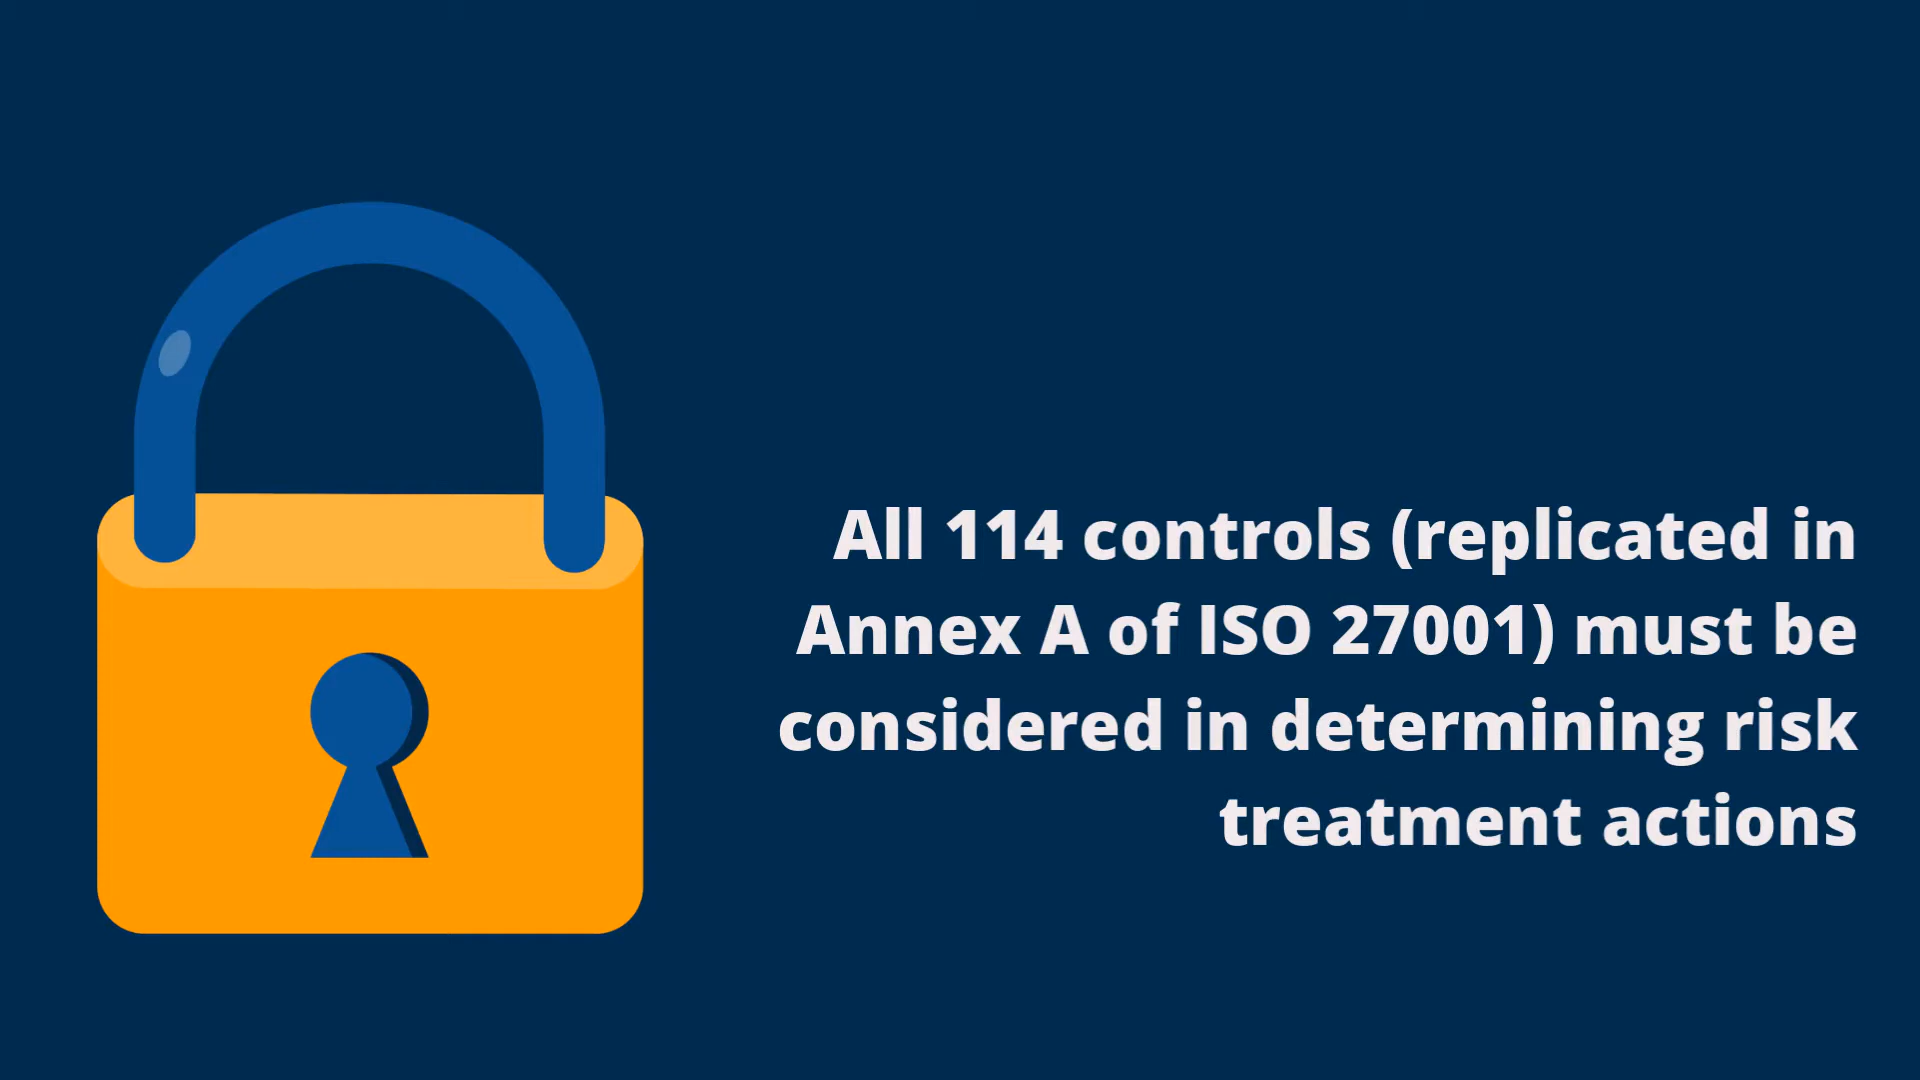 All 114 controls (replicated in
Annex A of ISO 27001) must be
considered in determining risk
treatment actions